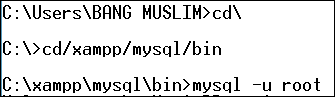 C:\Users\BANG MUSLIM>cd\
C:\>cd/xampp/mysql/bin
C:\xampp\mysql\bin>mysql -u root